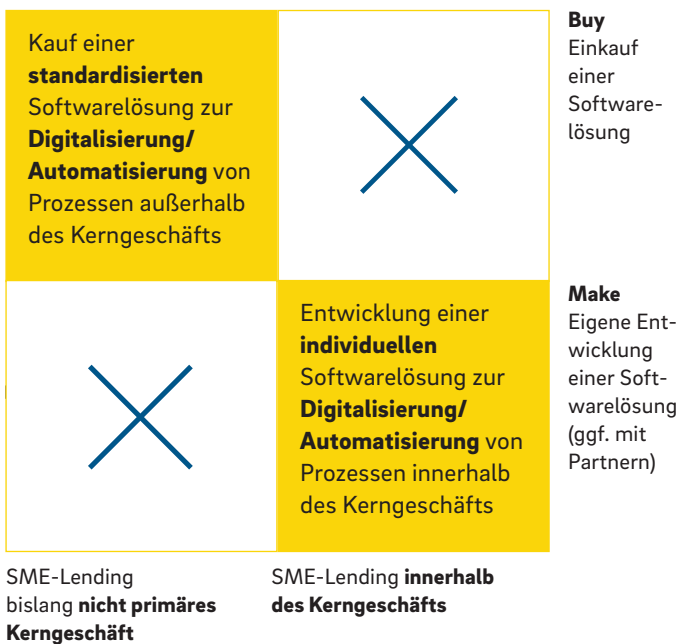 Kauf einer
standardisierten
Softwarelösung zur
Digitalisierung/
Automatisierung von
Prozessen außerhalb
des Kerngeschäfts
Buy
Einkauf
einer
Software-
lösung
Entwicklung einer
individuellen
Softwarelösung zur
Digitalisierung/
Automatisierung von
Prozessen innerhalb
des Kerngeschäfts
Make
Eigene Ent-
wicklung
einer Soft-
warelösung
(ggf. mit
Partnern)
SME-Lending
bislang nicht primäres
Kerngeschäft
SME-Lending innerhalb
des Kerngeschäfts